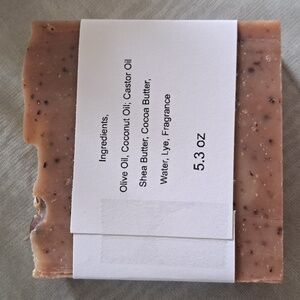 Ingredients,
Olive Oil, Coconut Oil; Castor Oil
Shea Butter, Cocoa Butter,
Water, Lye, Fragrance
5.3 oz